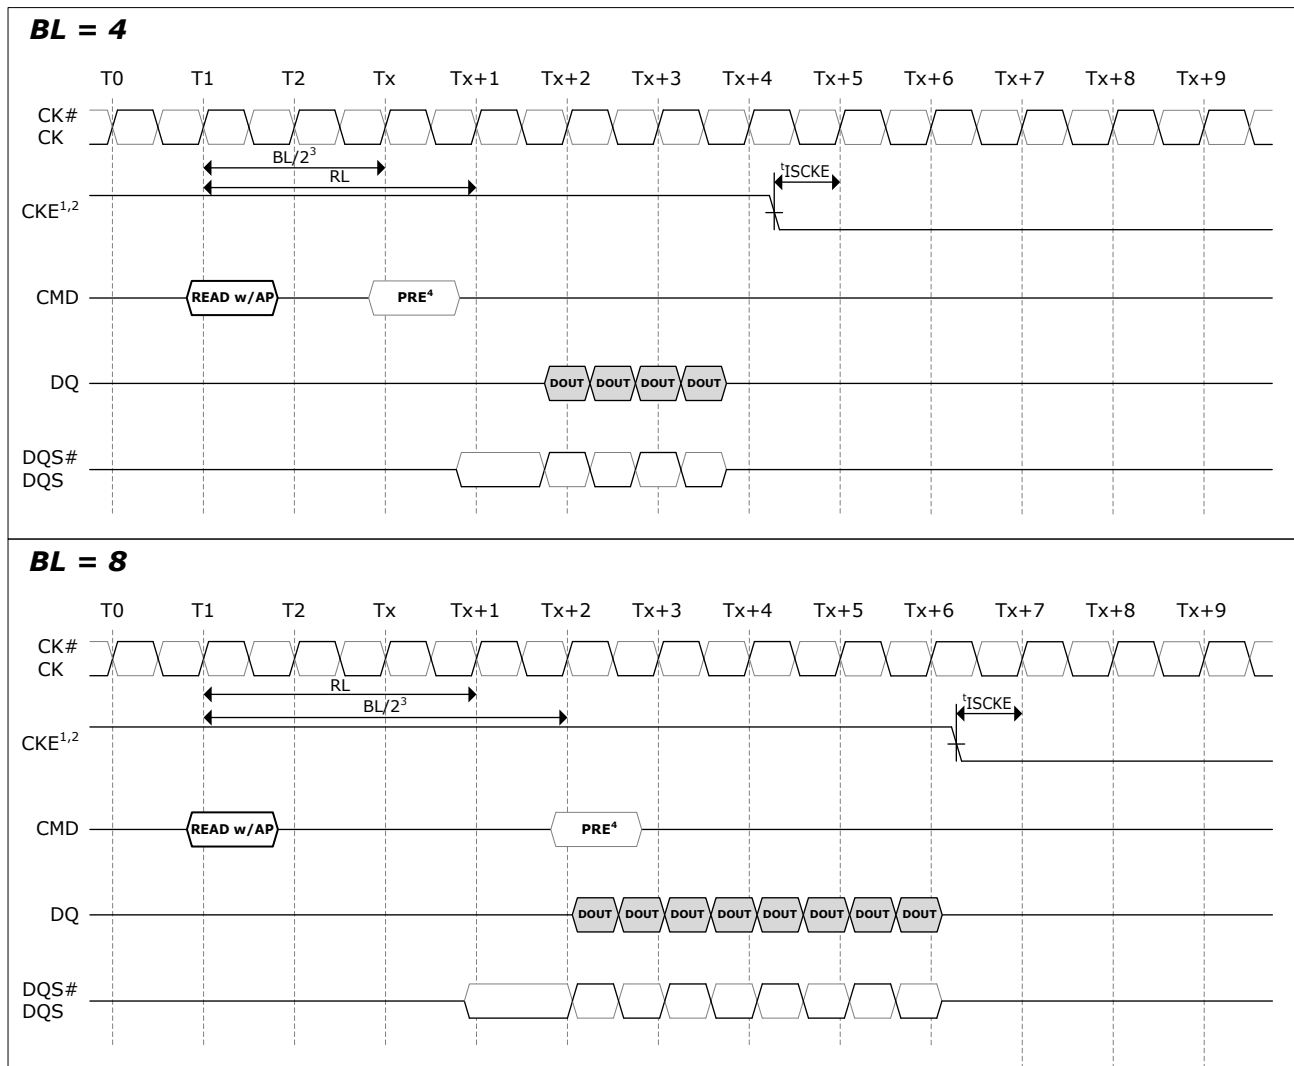 BL = 4
T0 T1 T2 Tx Tx+1 Tx+2 Tx+3 Tx+4 Tx+5 Tx+6 Tx+7 Tx+8 Tx+9
CK#
CK
BL/2³
RL
ᵗISCKE
CKE¹,²
CMD READ w/AP PRE⁴
DQ DOUT DOUT DOUT DOUT
DQS#
DQS
BL = 8
T0 T1 T2 Tx Tx+1 Tx+2 Tx+3 Tx+4 Tx+5 Tx+6 Tx+7 Tx+8 Tx+9
CK#
CK
RL
BL/2³
ᵗISCKE
CKE¹,²
CMD READ w/AP PRE⁴
DQ DOUT DOUT DOUT DOUT DOUT DOUT DOUT DOUT
DQS#
DQS